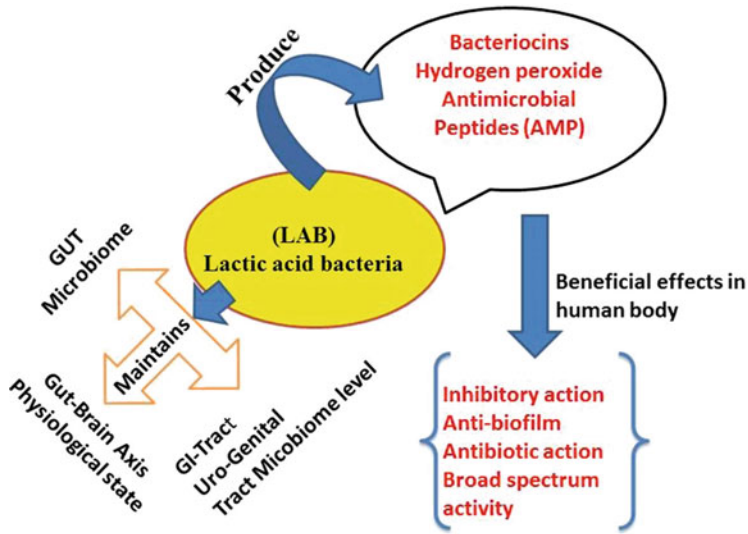 Produce
Bacteriocins
Hydrogen peroxide
Antimicrobial
Peptides (AMP)
(LAB)
Lactic acid bacteria
GUT
Microbiome
Maintains
Gut-Brain Axis
Physiological state
GI-Tract
Uro-Genital
Tract Micobiome level
Beneficial effects in
human body
Inhibitory action
Anti-biofilm
Antibiotic action
Broad spectrum
activity